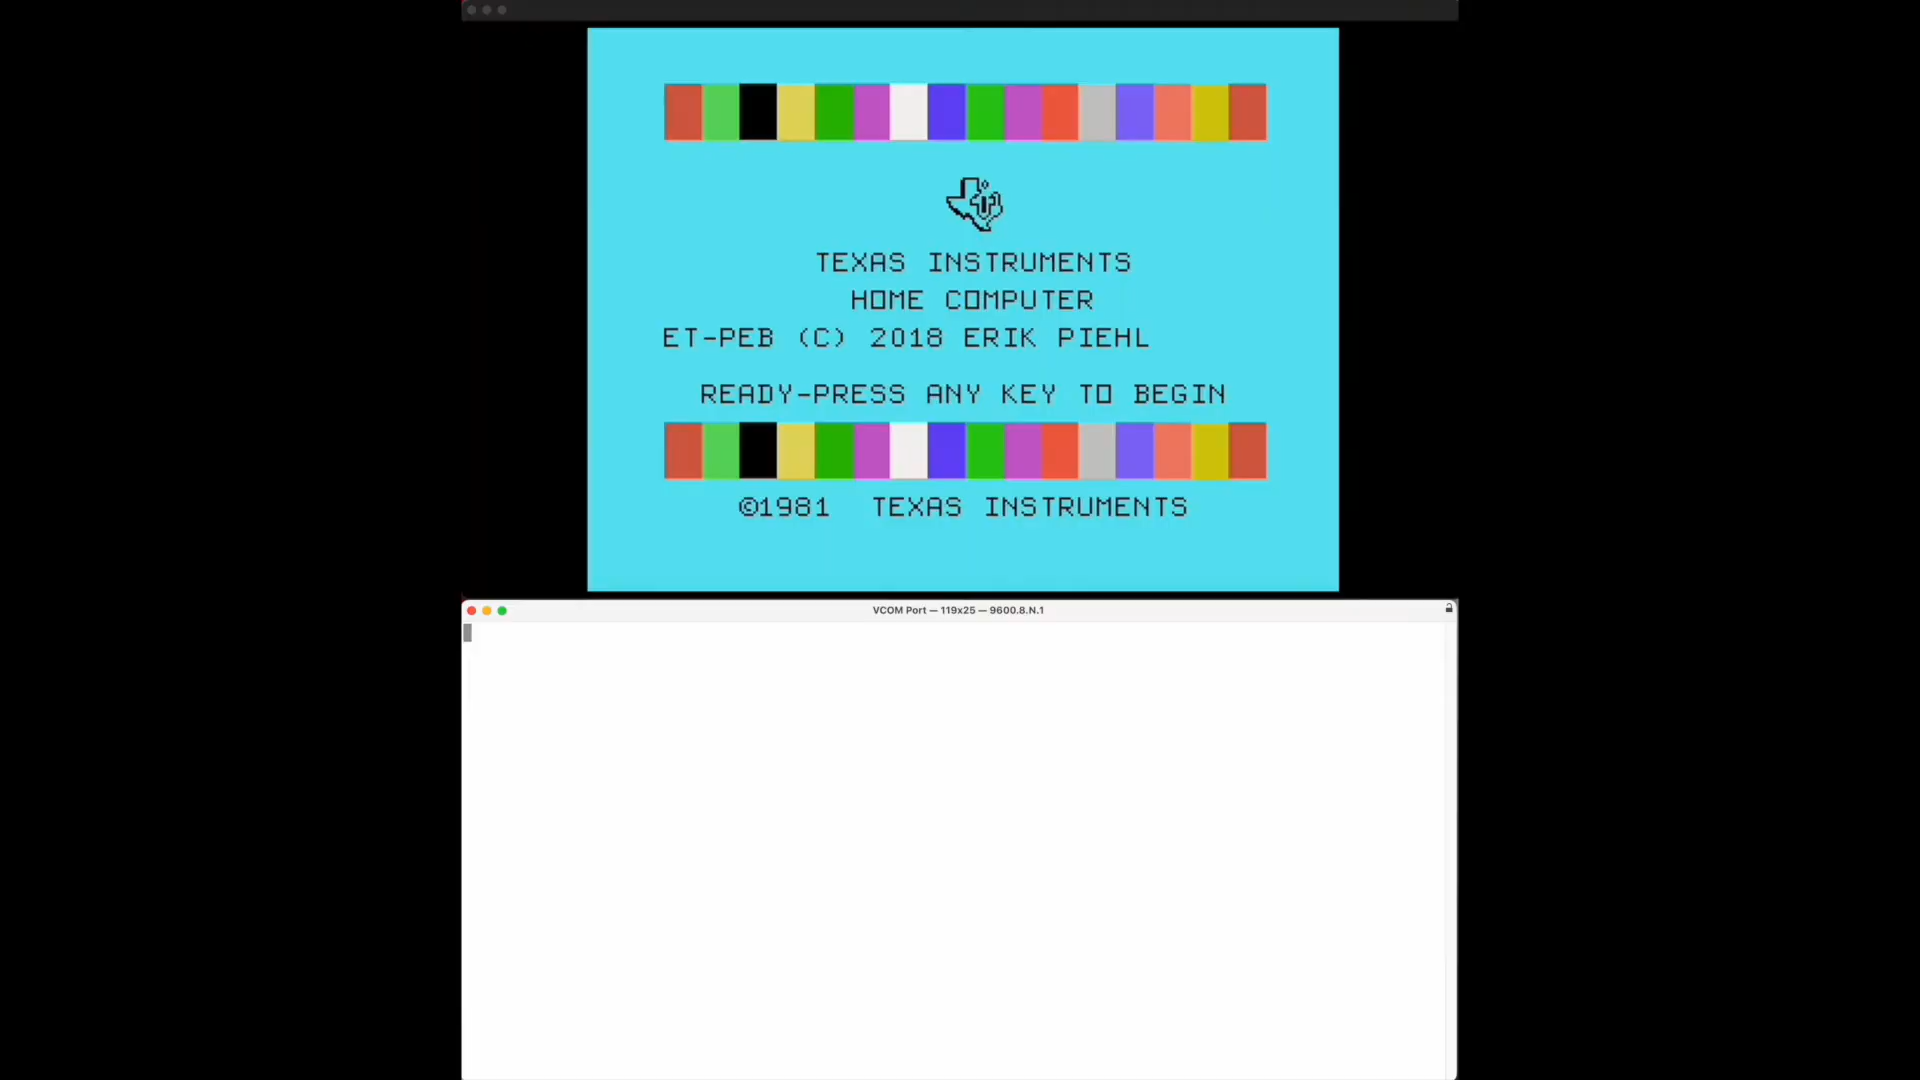 TEXAS INSTRUMENTS
HOME COMPUTER
ET-PEB (C) 2018 ERIK PIEHL
READY-PRESS ANY KEY TO BEGIN
©1981 TEXAS INSTRUMENTS
VCOM Port — 119x25 — 9600.8.N.1